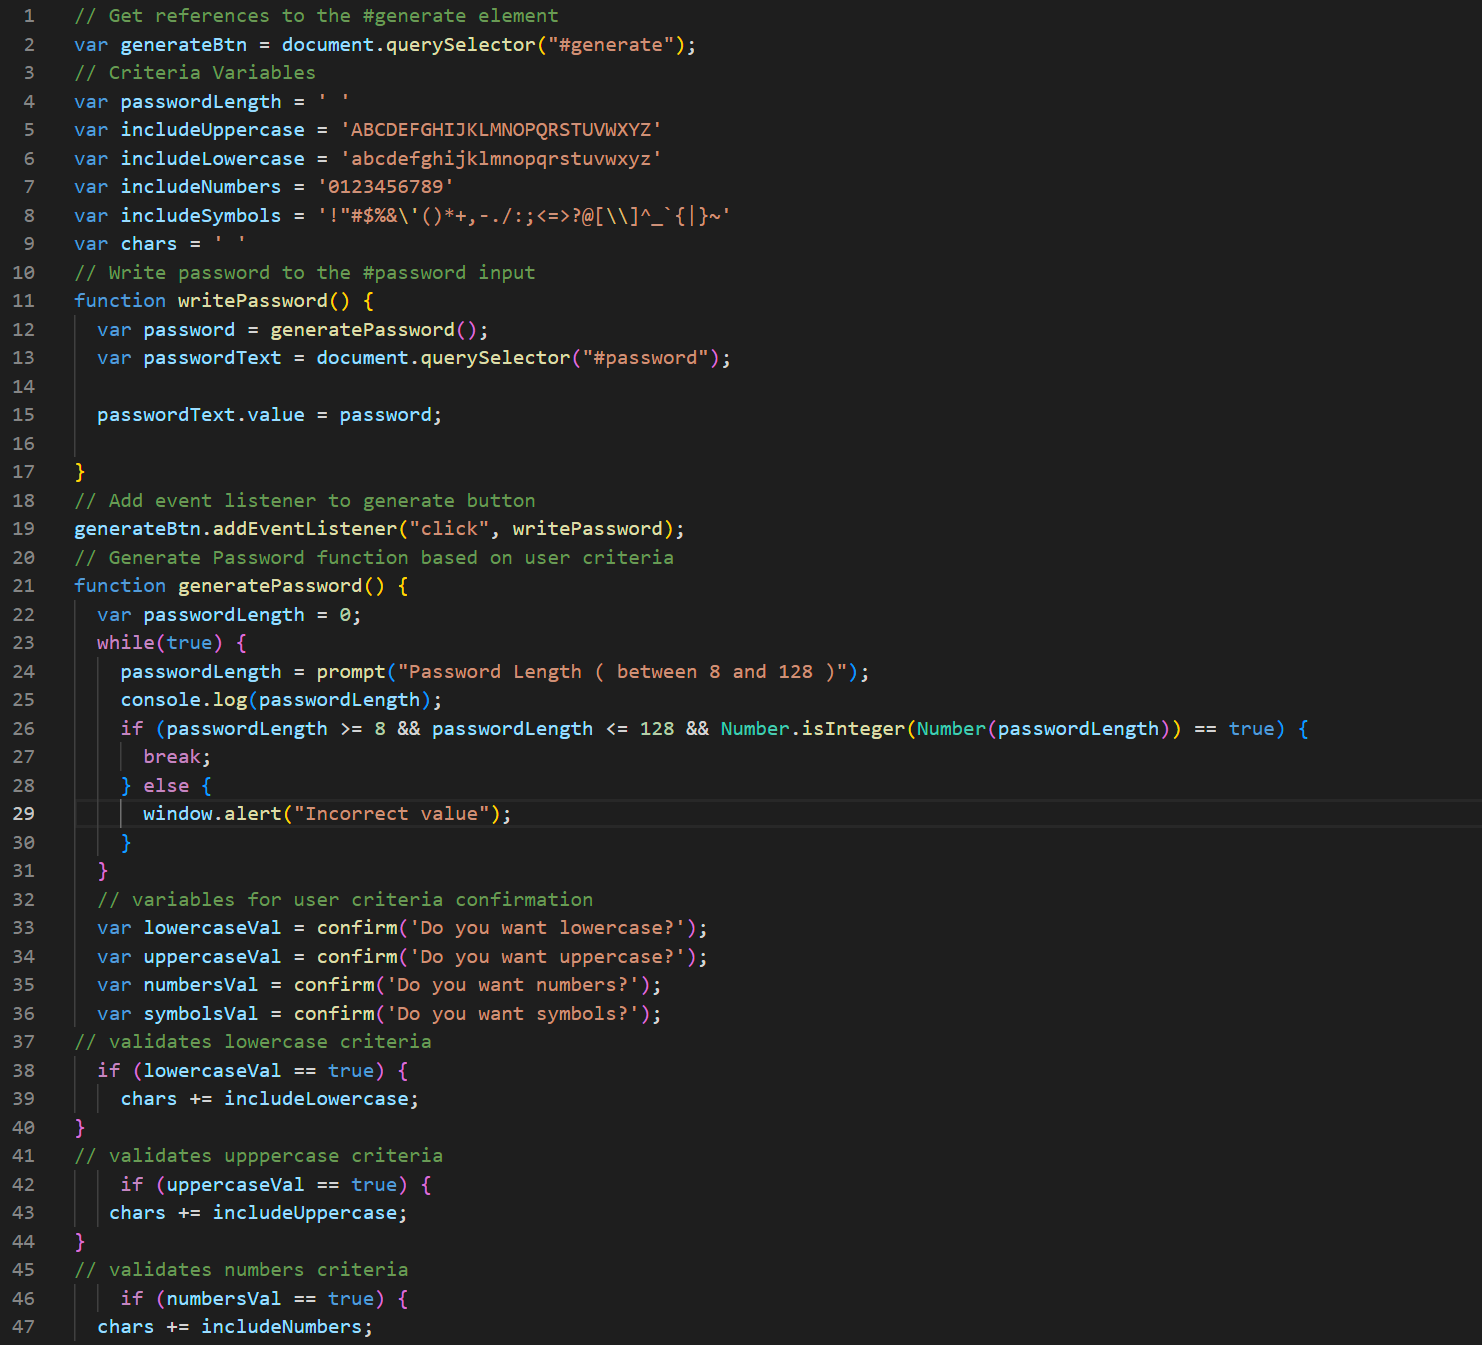 1 // Get references to the #generate element
2 var generateBtn = document.querySelector("#generate");
3 // Criteria Variables
4 var passwordLength = ' '
5 var includeUppercase = 'ABCDEFGHIJKLMNOPQRSTUVWXYZ'
6 var includeLowercase = 'abcdefghijklmnopqrstuvwxyz'
7 var includeNumbers = '0123456789'
8 var includeSymbols = '!"#$%&\'()*+,-./:;<=>?@[\\]^_`{|}~'
9 var chars = ' '
10 // Write password to the #password input
11 function writePassword() {
12   var password = generatePassword();
13   var passwordText = document.querySelector("#password");
14
15   passwordText.value = password;
16
17 }
18 // Add event listener to generate button
19 generateBtn.addEventListener("click", writePassword);
20 // Generate Password function based on user criteria
21 function generatePassword() {
22   var passwordLength = 0;
23   while(true) {
24     passwordLength = prompt("Password Length ( between 8 and 128 )");
25     console.log(passwordLength);
26     if (passwordLength >= 8 && passwordLength <= 128 && Number.isInteger(Number(passwordLength)) == true) {
27       break;
28     } else {
29       window.alert("Incorrect value");
30     }
31   }
32   // variables for user criteria confirmation
33   var lowercaseVal = confirm('Do you want lowercase?');
34   var uppercaseVal = confirm('Do you want uppercase?');
35   var numbersVal = confirm('Do you want numbers?');
36   var symbolsVal = confirm('Do you want symbols?');
37 // validates lowercase criteria
38   if (lowercaseVal == true) {
39     chars += includeLowercase;
40 }
41 // validates upppercase criteria
42     if (uppercaseVal == true) {
43    chars += includeUppercase;
44 }
45 // validates numbers criteria
46     if (numbersVal == true) {
47   chars += includeNumbers;